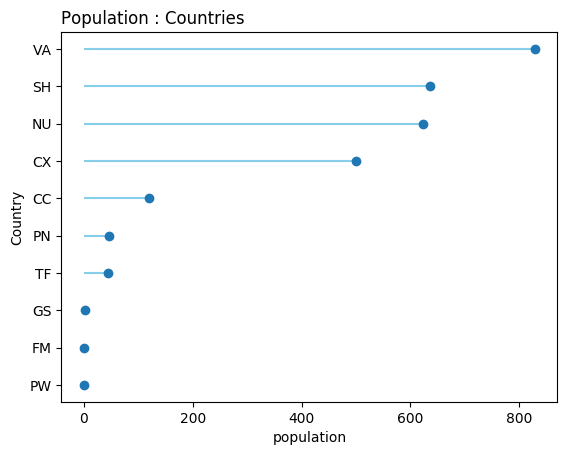 Population : Countries
VA
SH
NU
CX
CC
PN
TF
GS
FM
PW
Country
0 200 400 600 800
population